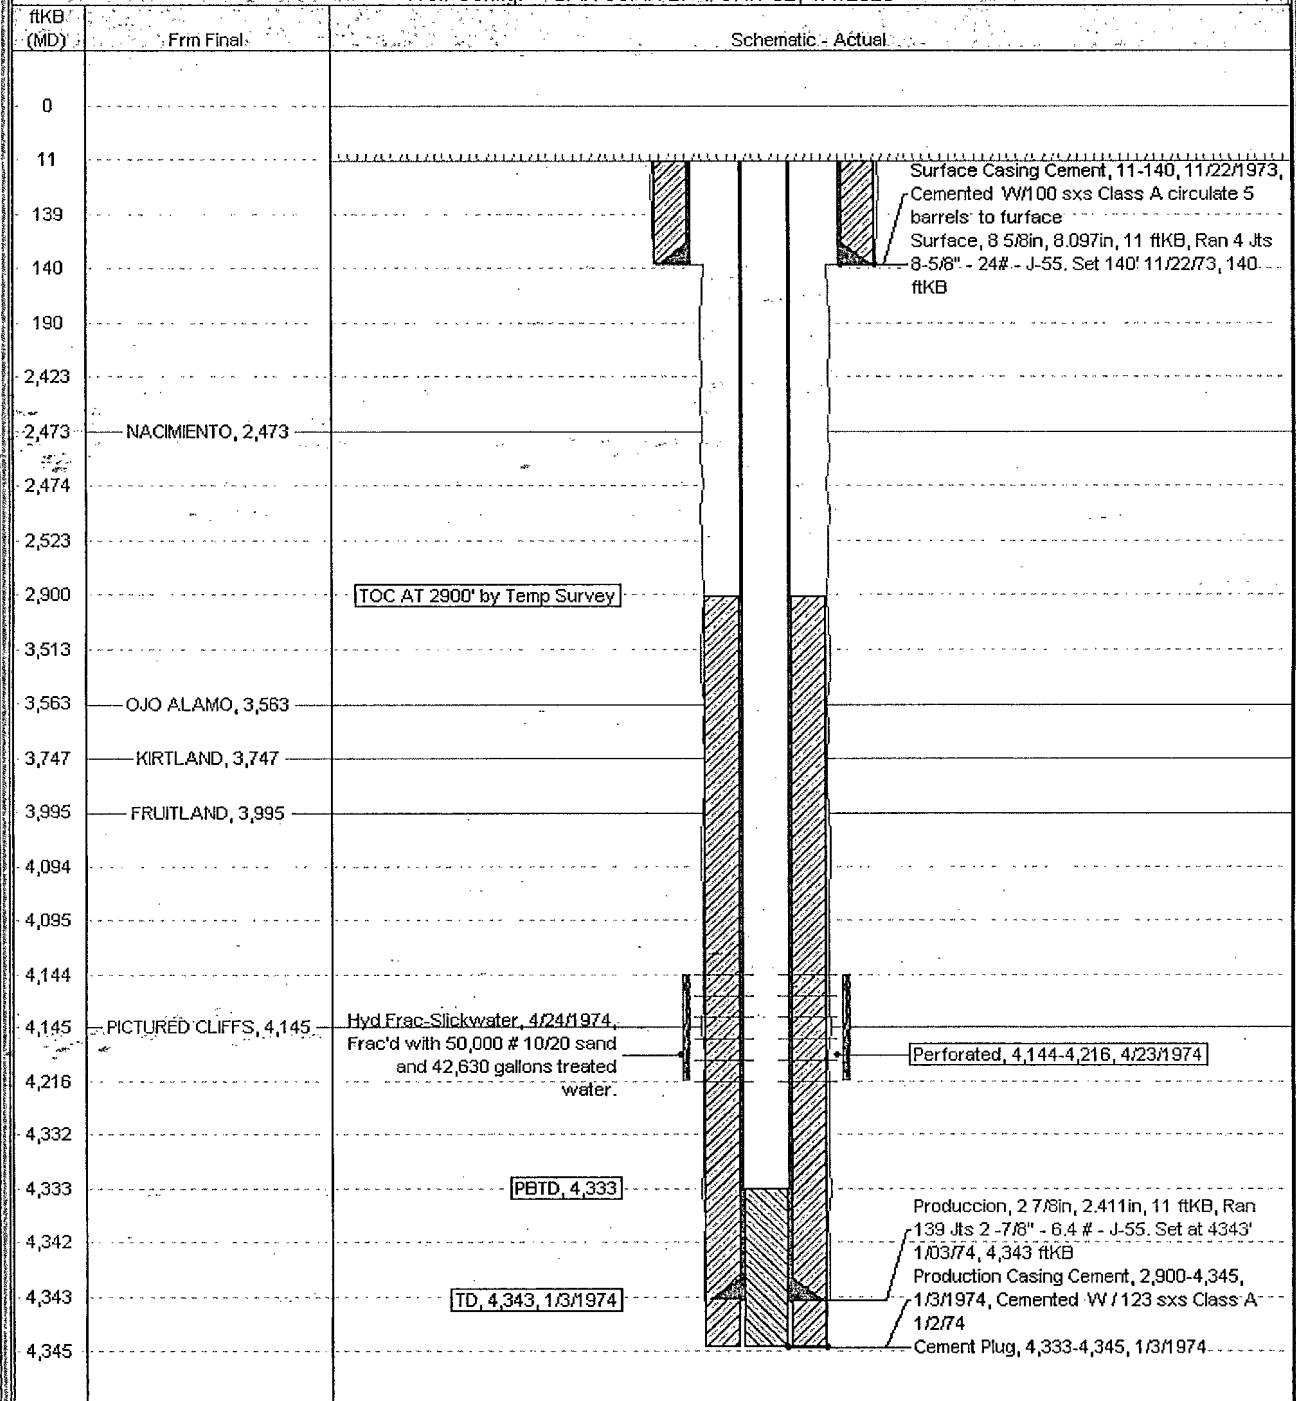 ftKB
(MD)
Frm Final
Schematic - Actual
0
11
139
140
190
2,423
2,473
2,474
2,523
2,900
3,513
3,563
3,747
3,995
4,094
4,095
4,144
4,145
4,216
4,332
4,333
4,342
4,343
4,345
NACIMIENTO, 2,473
OJO ALAMO, 3,563
KIRTLAND, 3,747
FRUITLAND, 3,995
PICTURED CLIFFS, 4,145
TOC AT 2900' by Temp Survey
Hyd Frac-Slickwater, 4/24/1974,
Frac'd with 50,000 # 10/20 sand
and 42,630 gallons treated
water.
PBTD, 4,333
TD, 4,343, 1/3/1974
Surface Casing Cement, 11-140, 11/22/1973,
Cemented W/100 sxs Class A circulate 5
barrels to furface
Surface, 8 5/8in, 8.097in, 11 ftKB, Ran 4 Jts
8-5/8" - 24# - J-55. Set 140' 11/22/73, 140
ftKB
Perforated, 4,144-4,216, 4/23/1974
Produccion, 2 7/8in, 2.411in, 11 ftKB, Ran
139 Jts 2 -7/8" - 6.4 # - J-55. Set at 4343'
1/03/74, 4,343 ftKB
Production Casing Cement, 2,900-4,345,
1/3/1974, Cemented W / 123 sxs Class A
1/2/74
Cement Plug, 4,333-4,345, 1/3/1974